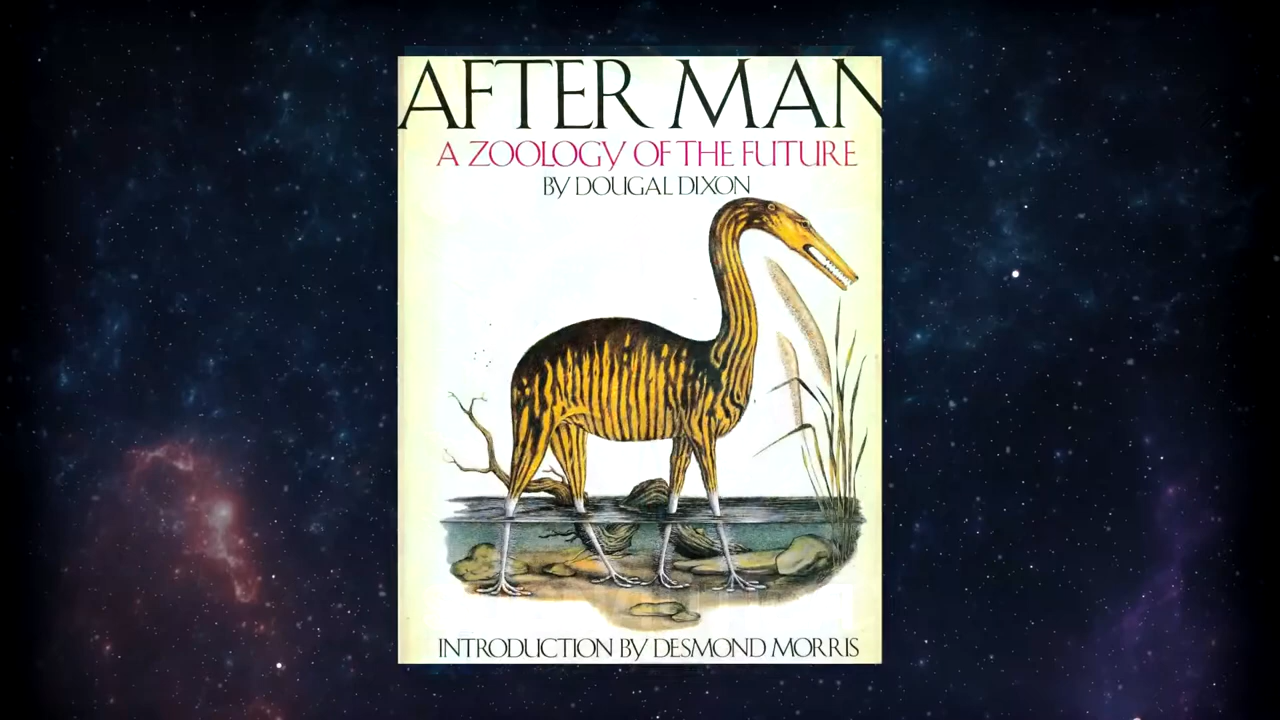 AFTER MAN
A ZOOLOGY OF THE FUTURE
BY DOUGAL DIXON
INTRODUCTION BY DESMOND MORRIS